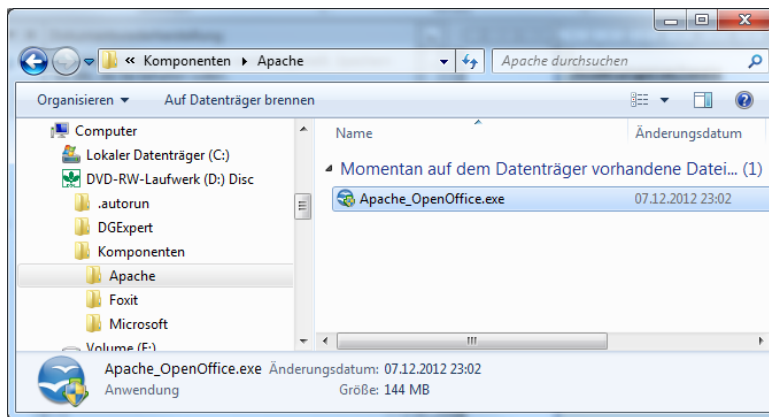 « Komponenten Apache
Apache durchsuchen
Organisieren
Auf Datenträger brennen
Computer
Lokaler Datenträger (C:)
DVD-RW-Laufwerk (D:) Disc
.autorun
DGExpert
Komponenten
Apache
Foxit
Microsoft
Volume (F:)
Name
Änderungsdatum
Momentan auf dem Datenträger vorhandene Datei... (1)
Apache_OpenOffice.exe
07.12.2012 23:02
Apache_OpenOffice.exe Änderungsdatum: 07.12.2012 23:02
Anwendung
Größe: 144 MB